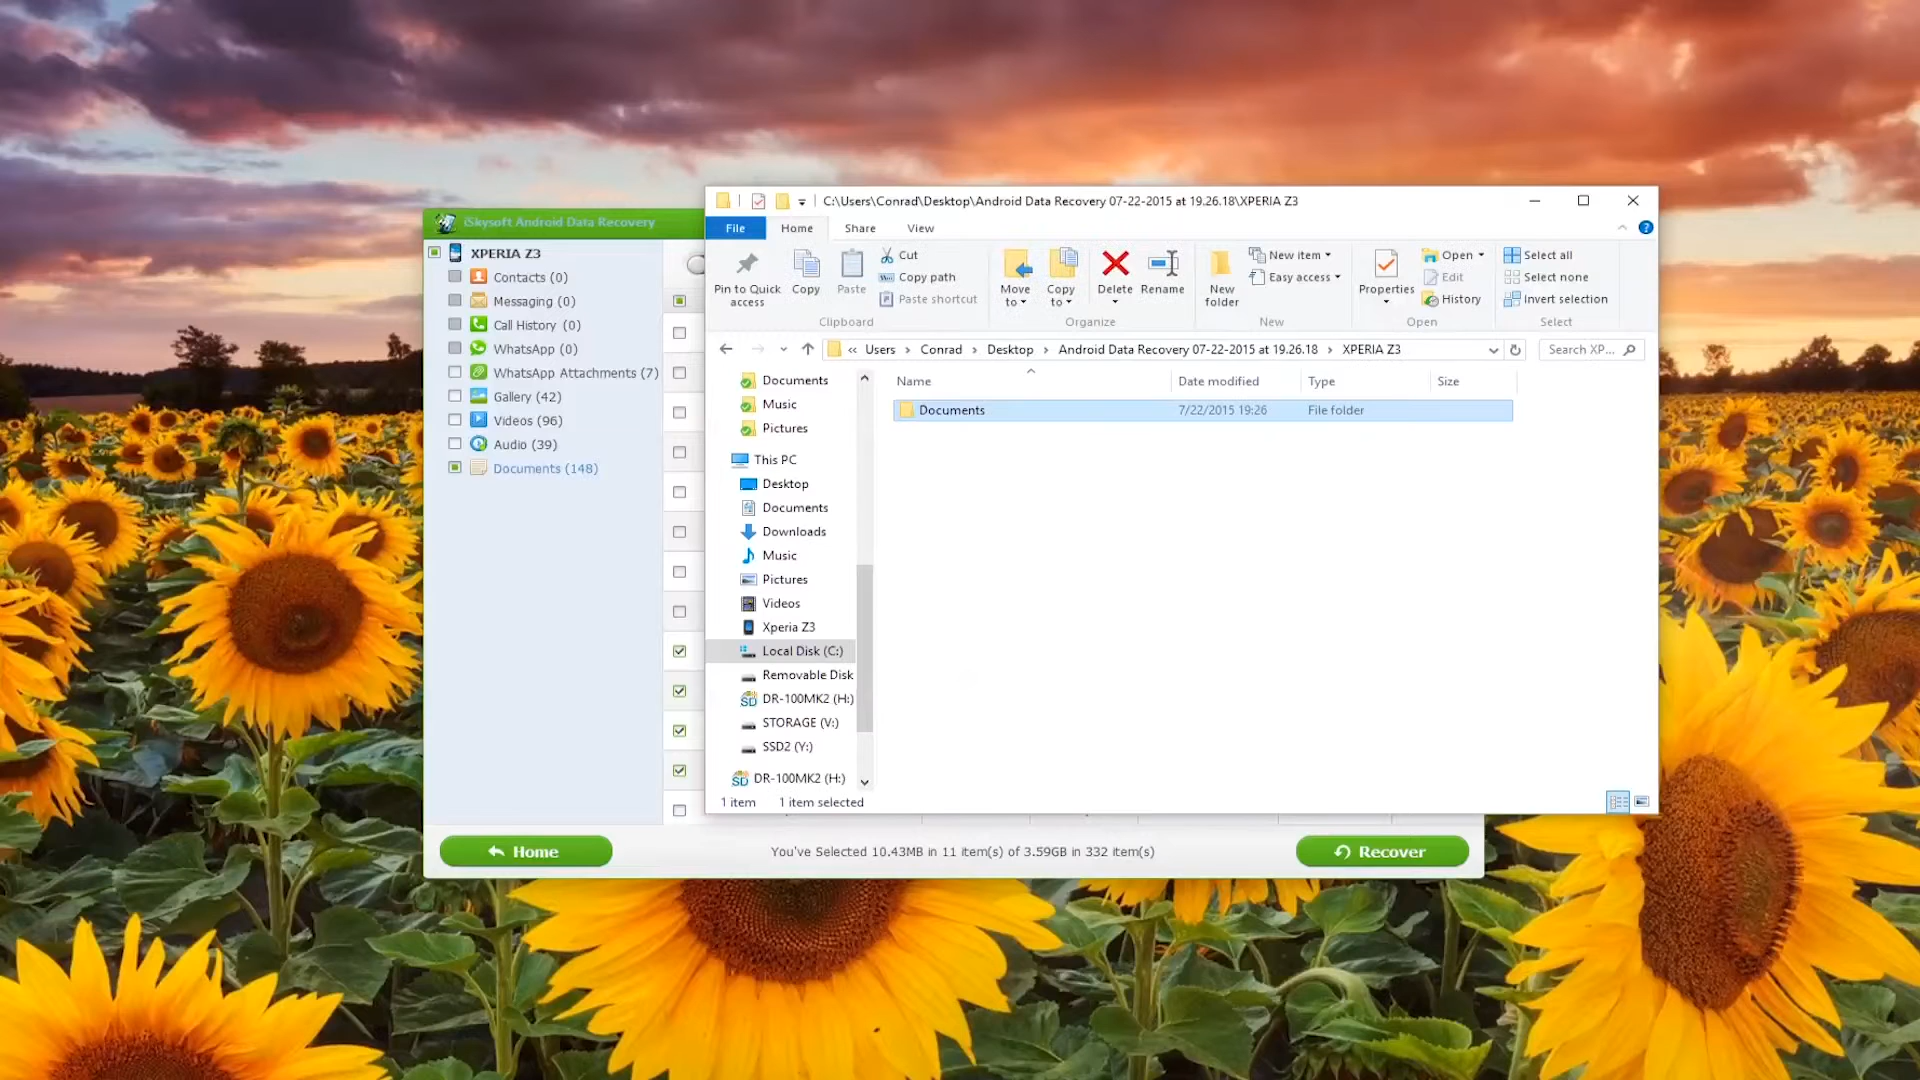 C:\Users\Conrad\Desktop\Android Data Recovery 07-22-2015 at 19.26.18\XPERIA Z3
iSkysoft Android Data Recovery
File
Home
Share
View
XPERIA Z3
Contacts (0)
Messaging (0)
Call History (0)
WhatsApp (0)
WhatsApp Attachments (7)
Gallery (42)
Videos (96)
Audio (39)
Documents (148)
Pin to Quick
access
Copy
Paste
Cut
Copy path
Paste shortcut
Clipboard
Move
to
Copy
to
Delete
Rename
Organize
New
folder
New item
Easy access
New
Properties
Open
Edit
History
Open
Select all
Select none
Invert selection
Select
« Users › Conrad › Desktop › Android Data Recovery 07-22-2015 at 19.26.18 › XPERIA Z3
Search XP...
Documents
Music
Pictures
This PC
Desktop
Documents
Downloads
Music
Pictures
Videos
Xperia Z3
Local Disk (C:)
Removable Disk
DR-100MK2 (H:)
STORAGE (V:)
SSD2 (Y:)
DR-100MK2 (H:)
Name Date modified Type Size
Documents 7/22/2015 19:26 File folder
1 item 1 item selected
Home
You've Selected 10.43MB in 11 item(s) of 3.59GB in 332 item(s)
Recover